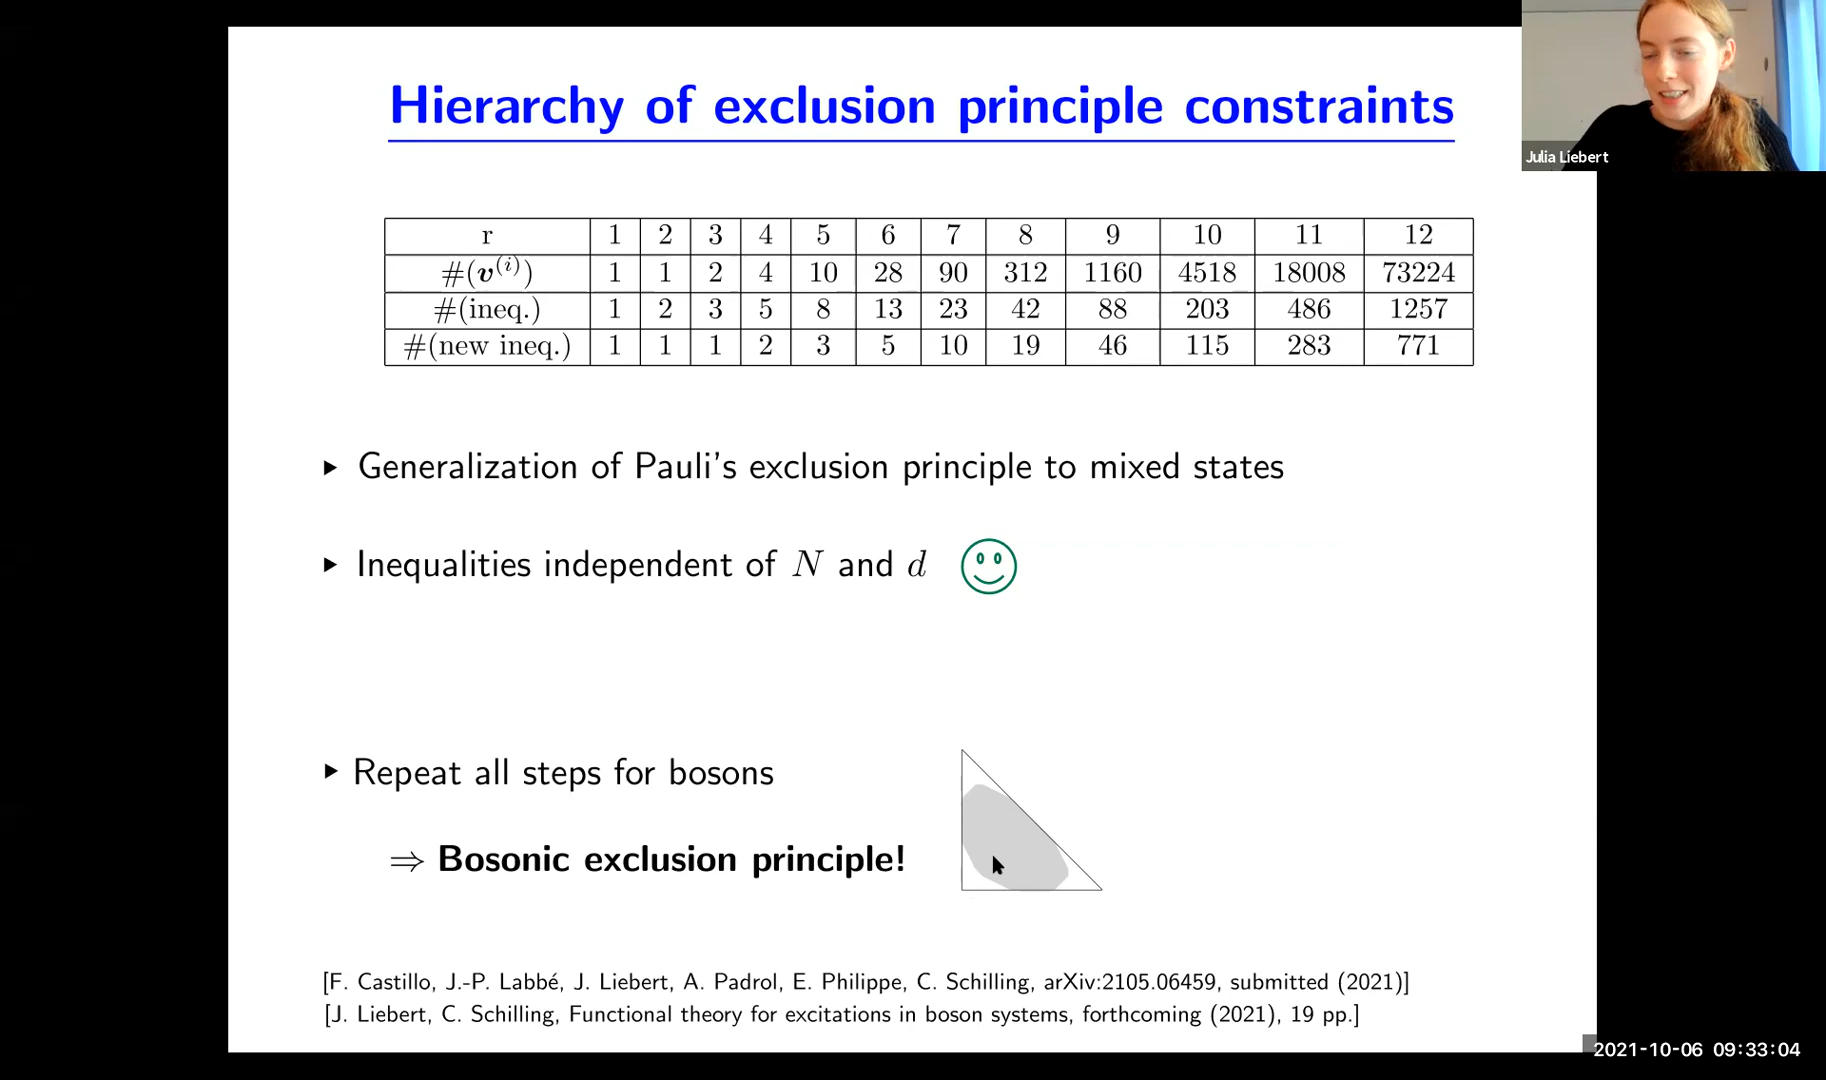 Hierarchy of exclusion principle constraints
Julia Liebert
r 1 2 3 4 5 6 7 8 9 10 11 12
#(v⁽ⁱ⁾) 1 1 2 4 10 28 90 312 1160 4518 18008 73224
#(ineq.) 1 2 3 5 8 13 23 42 88 203 486 1257
#(new ineq.) 1 1 1 2 3 5 10 19 46 115 283 771
▸ Generalization of Pauli's exclusion principle to mixed states
▸ Inequalities independent of N and d
▸ Repeat all steps for bosons
⇒ Bosonic exclusion principle!
[F. Castillo, J.-P. Labbé, J. Liebert, A. Padrol, E. Philippe, C. Schilling, arXiv:2105.06459, submitted (2021)]
[J. Liebert, C. Schilling, Functional theory for excitations in boson systems, forthcoming (2021), 19 pp.]
2021-10-06 09:33:04